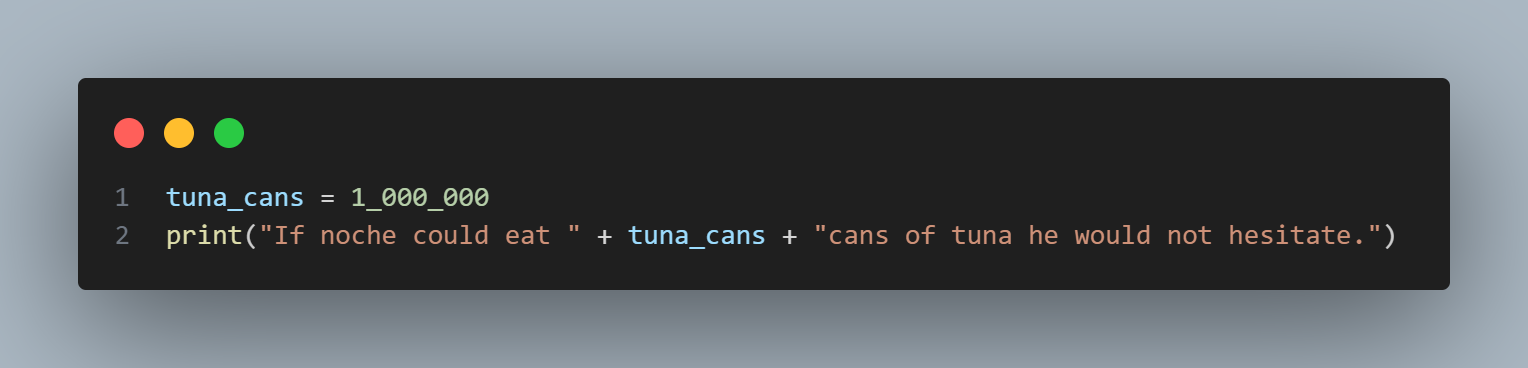 1 tuna_cans = 1_000_000
2 print("If noche could eat " + tuna_cans + "cans of tuna he would not hesitate.")